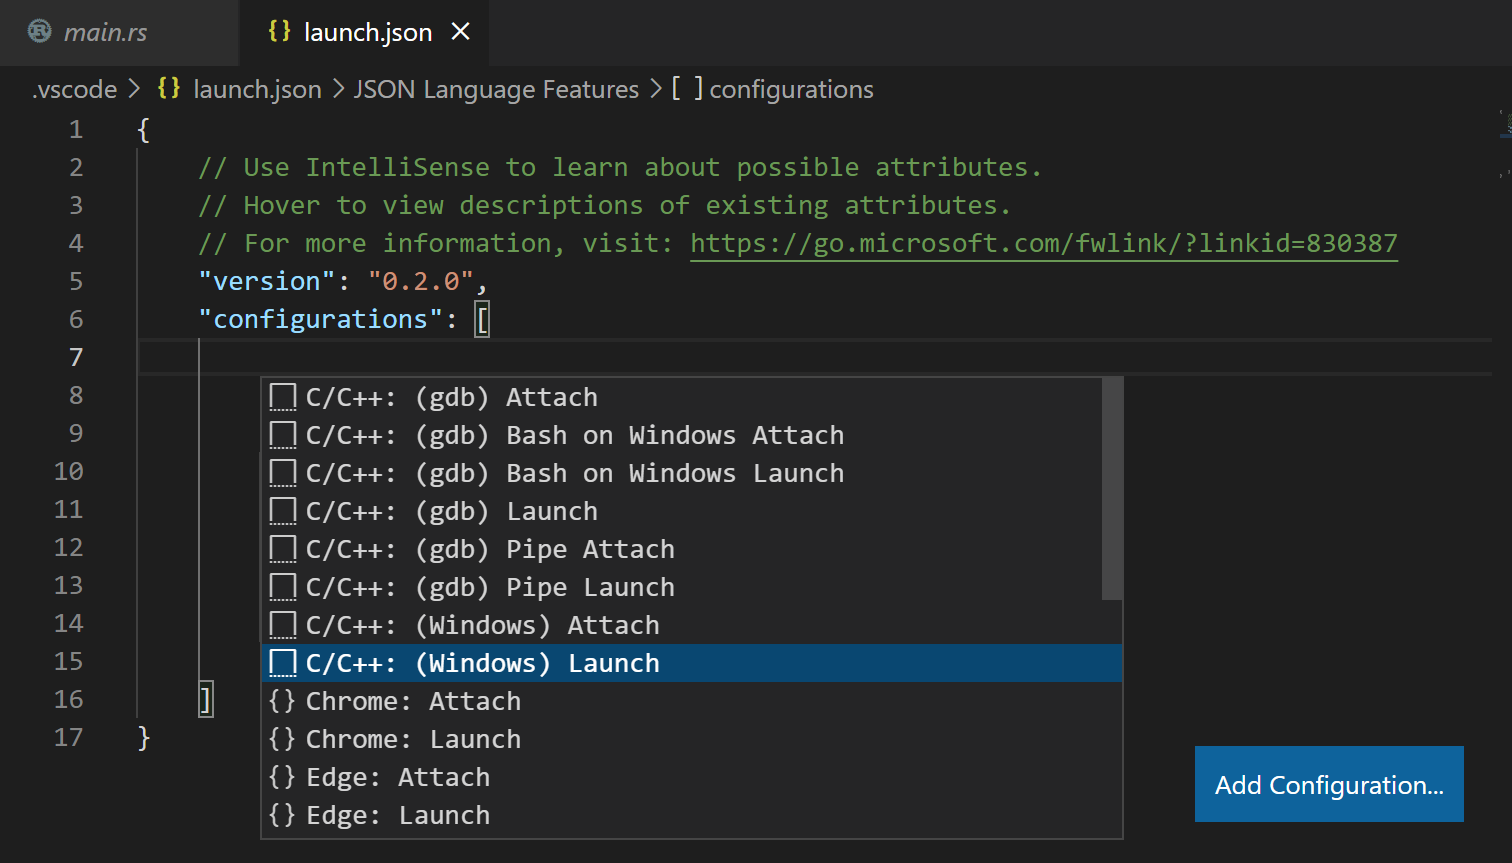 main.rs
{} launch.json ×
.vscode > {} launch.json > JSON Language Features > [ ] configurations
1 {
2 // Use IntelliSense to learn about possible attributes.
3 // Hover to view descriptions of existing attributes.
4 // For more information, visit: https://go.microsoft.com/fwlink/?linkid=830387
5 "version": "0.2.0",
6 "configurations": [
7
8 C/C++: (gdb) Attach
9 C/C++: (gdb) Bash on Windows Attach
10 C/C++: (gdb) Bash on Windows Launch
11 C/C++: (gdb) Launch
12 C/C++: (gdb) Pipe Attach
13 C/C++: (gdb) Pipe Launch
14 C/C++: (Windows) Attach
15 C/C++: (Windows) Launch
16 ] {} Chrome: Attach
17 } {} Chrome: Launch
{} Edge: Attach
{} Edge: Launch
Add Configuration...